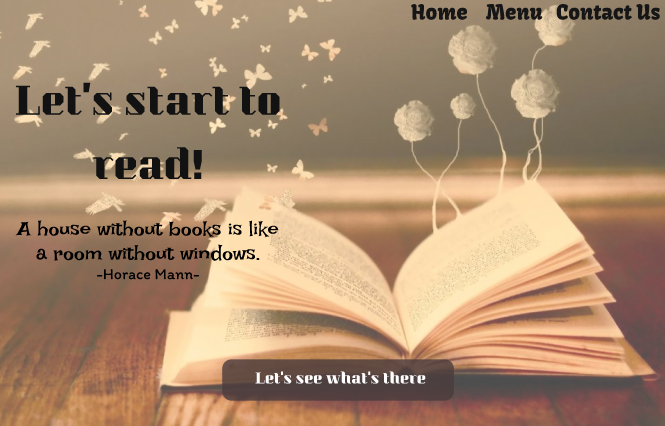 Home Menu Contact Us
Let's start to
read!
A house without books is like
a room without windows.
-Horace Mann-
Let's see what's there